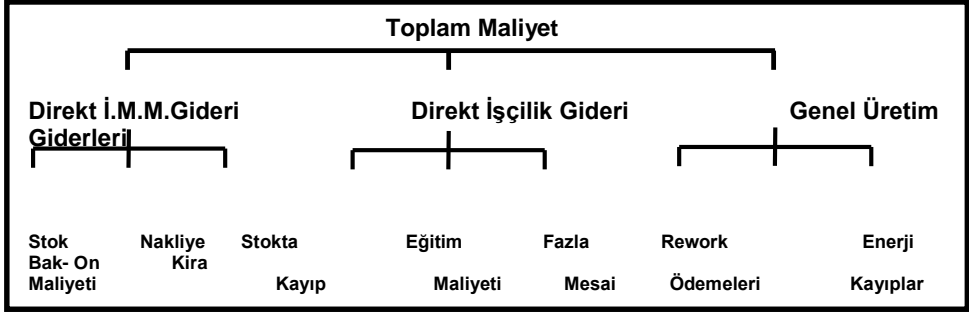 Toplam Maliyet
Direkt İ.M.M.Gideri Direkt İşçilik Gideri Genel Üretim
Giderleri
Stok Nakliye Stokta Eğitim Fazla Rework Enerji
Bak- On Kira
Maliyeti Kayıp Maliyeti Mesai Ödemeleri Kayıplar